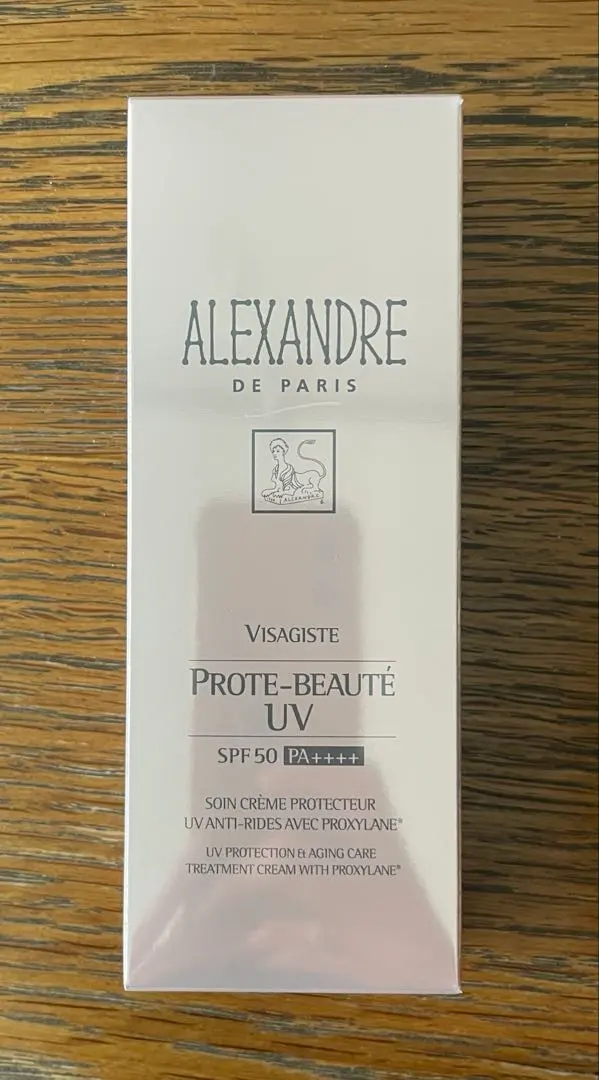 ALEXANDRE
DE PARIS
ALEXANDRE
VISAGISTE
PROTE-BEAUTÉ
UV
SPF 50 PA++++
SOIN CRÈME PROTECTEUR
UV ANTI-RIDES AVEC PROXYLANE®
UV PROTECTION & AGING CARE
TREATMENT CREAM WITH PROXYLANE®